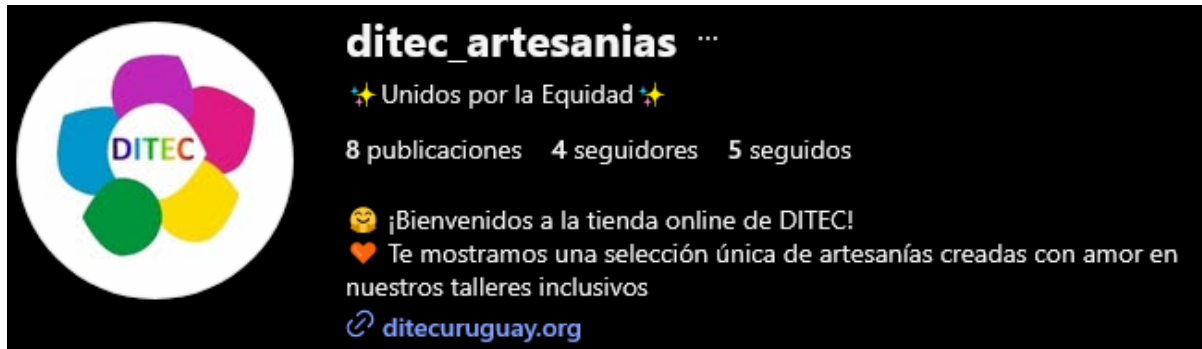 DITEC
ditec_artesanias ...
✨Unidos por la Equidad✨
8 publicaciones 4 seguidores 5 seguidos
🤗 ¡Bienvenidos a la tienda online de DITEC!
🧡 Te mostramos una selección única de artesanías creadas con amor en
nuestros talleres inclusivos
ditecuruguay.org